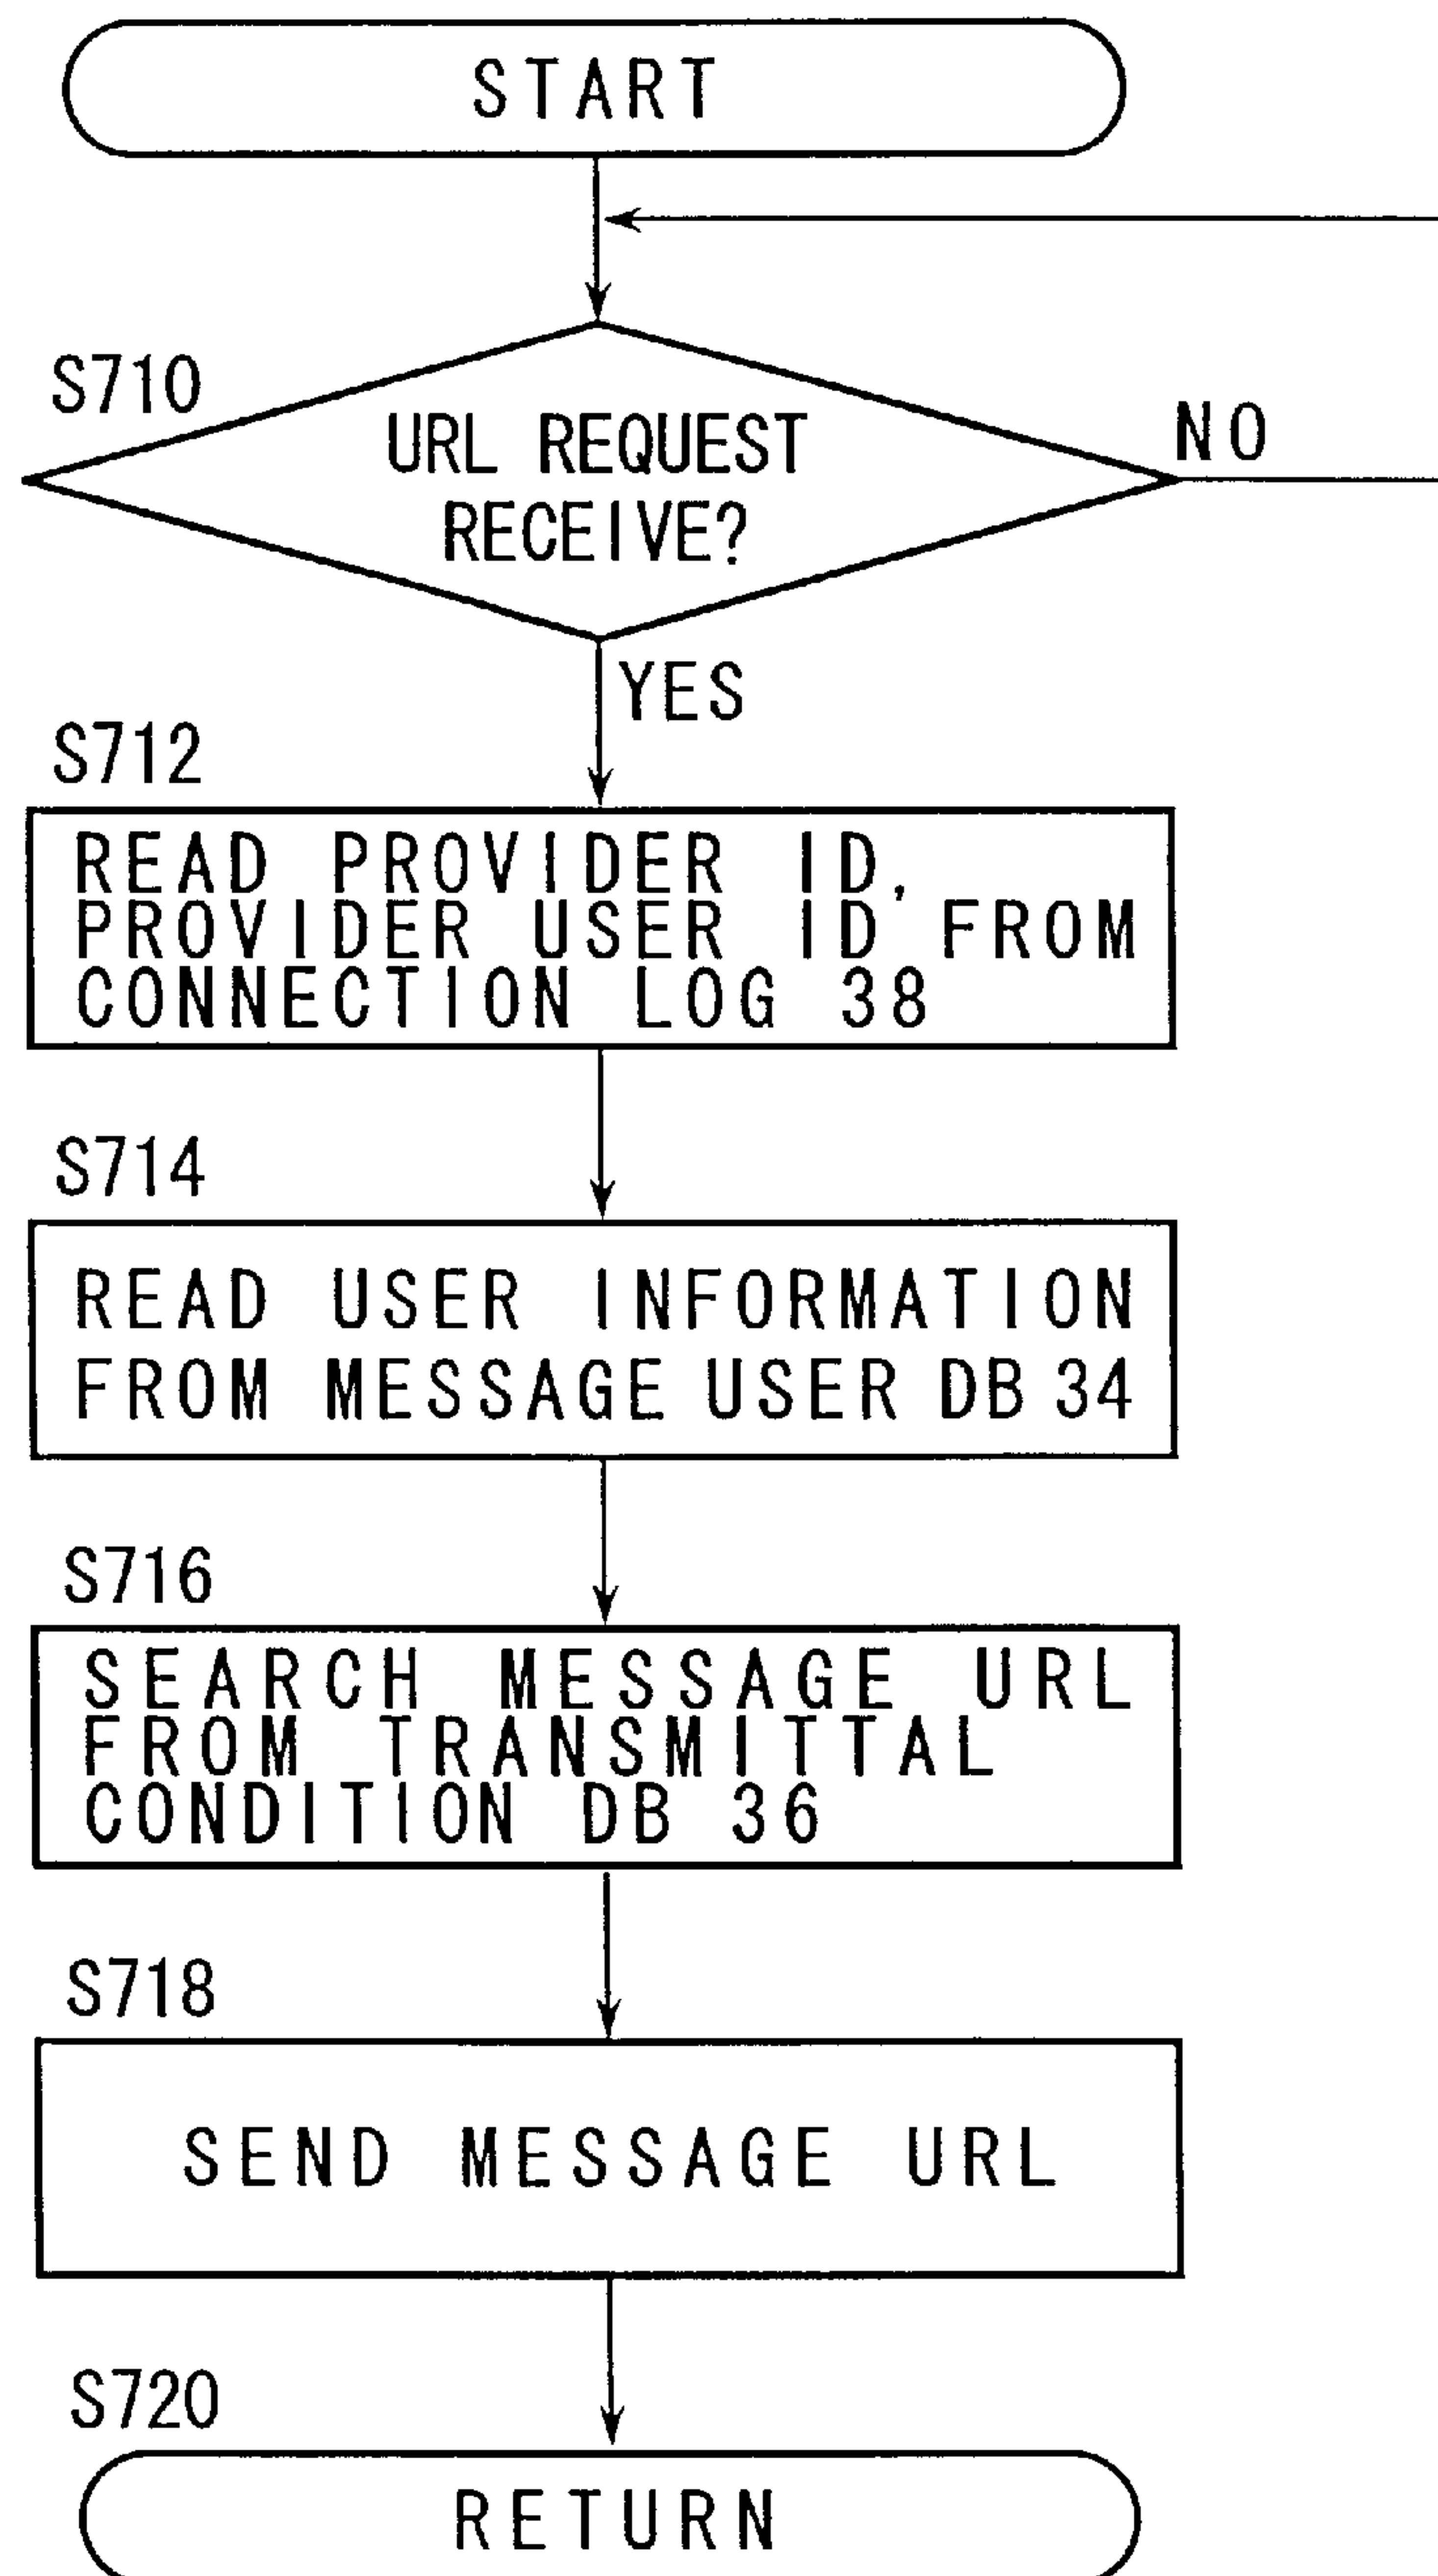 START
S710
URL REQUEST
RECEIVE?
NO
YES
S712
READ PROVIDER ID,
PROVIDER USER ID FROM
CONNECTION LOG 38
S714
READ USER INFORMATION
FROM MESSAGE USER DB 34
S716
SEARCH MESSAGE URL
FROM TRANSMITTAL
CONDITION DB 36
S718
SEND MESSAGE URL
S720
RETURN